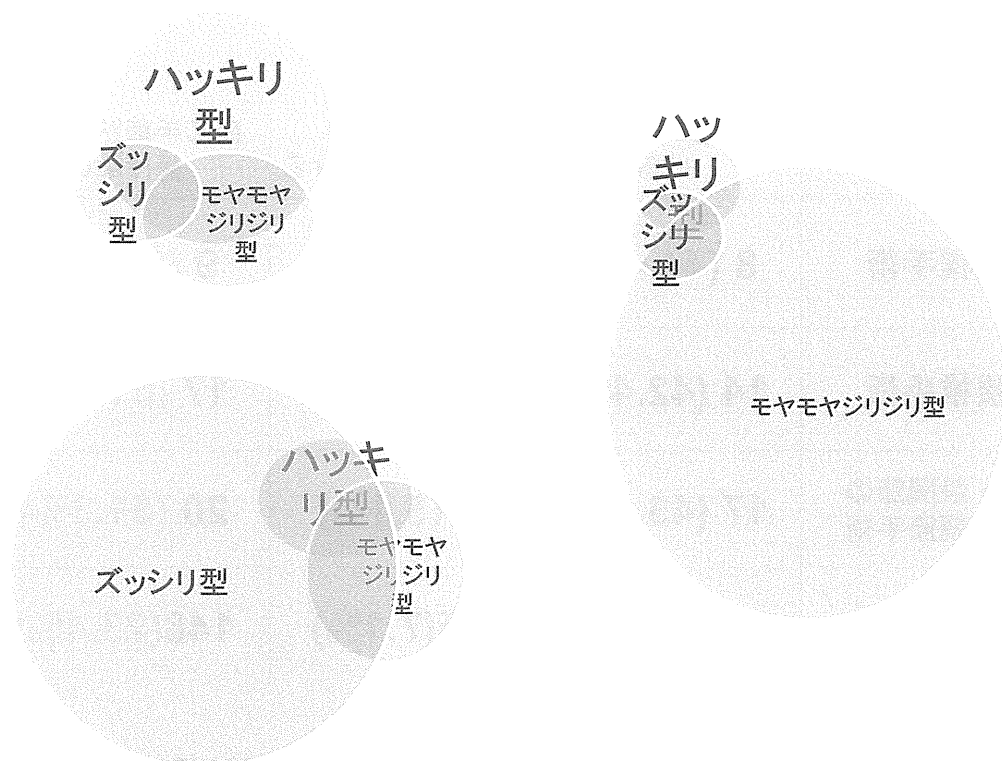 ハッキリ
型
ズッ
シリ
型
モヤモヤ
ジリジリ
型
ハッ
キリ
型
ズッ
シリ
型
モヤモヤジリジリ型
ハッキ
リ型
ズッシリ型
モヤモヤ
ジリジリ
型